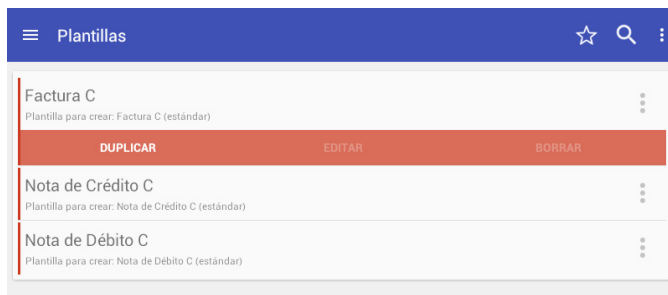 Plantillas
Factura C
Plantilla para crear: Factura C (estándar)
DUPLICAR EDITAR BORRAR
Nota de Crédito C
Plantilla para crear: Nota de Crédito C (estándar)
Nota de Débito C
Plantilla para crear: Nota de Débito C (estándar)